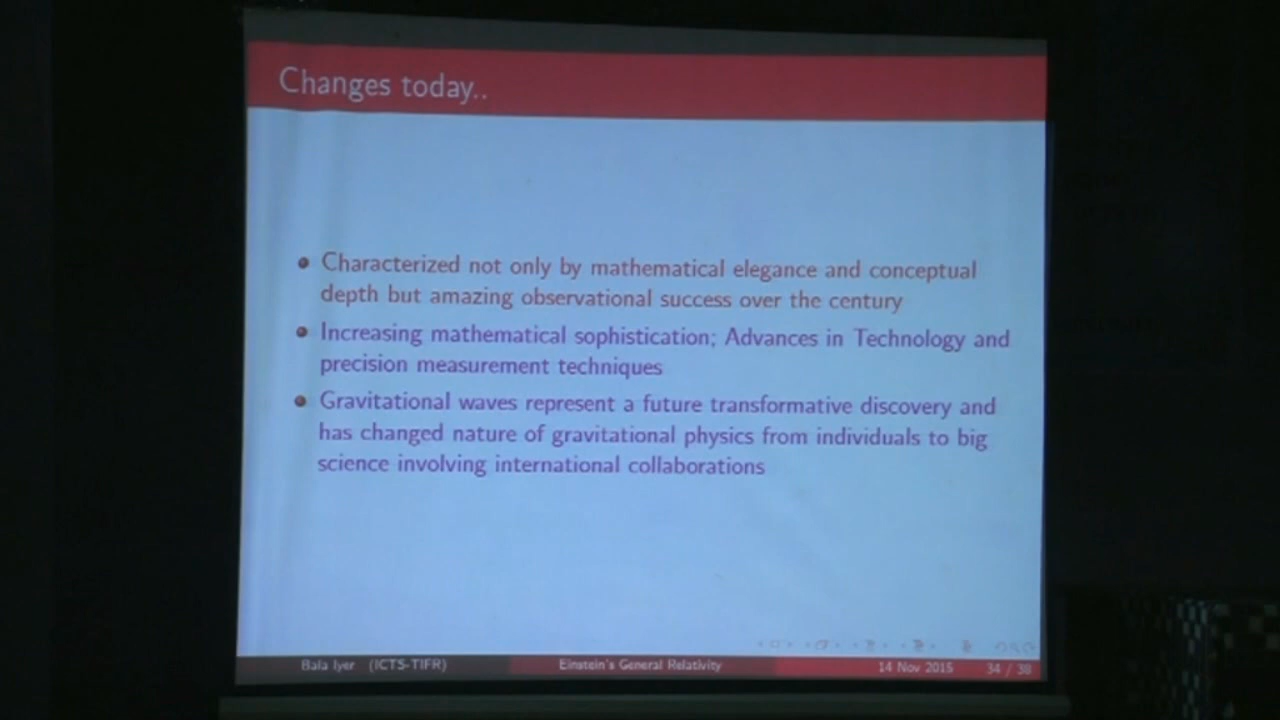 Changes today..
Characterized not only by mathematical elegance and conceptual
depth but amazing observational success over the century
Increasing mathematical sophistication; Advances in Technology and
precision measurement techniques
Gravitational waves represent a future transformative discovery and
has changed nature of gravitational physics from individuals to big
science involving international collaborations
Bala Iyer (ICTS-TIFR) Einstein's General Relativity 14 Nov 2015 34 / 38